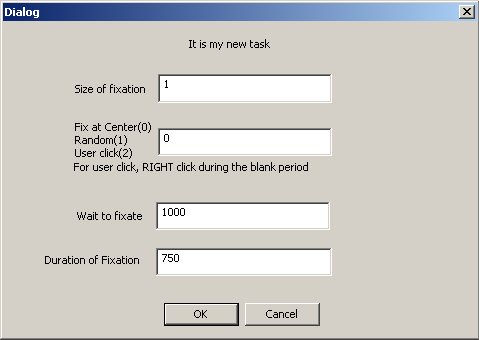 Dialog
It is my new task
Size of fixation
1
Fix at Center(0)
Random(1)
User click(2)
0
For user click, RIGHT click during the blank period
Wait to fixate
1000
Duration of Fixation
750
OK
Cancel